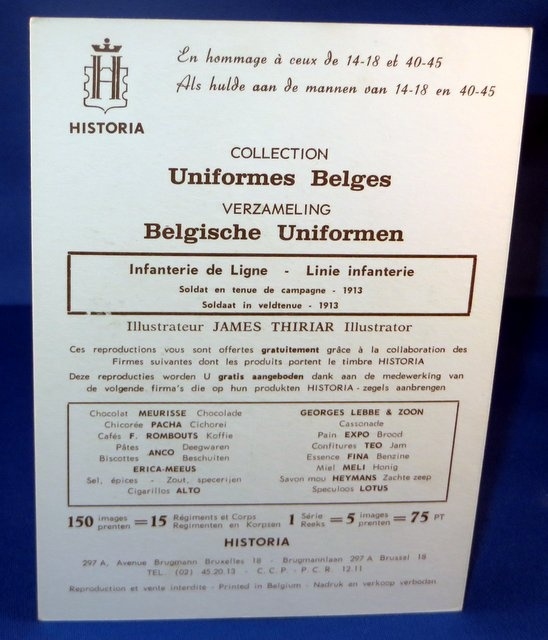 En hommage à ceux de 14-18 et 40-45
Als hulde aan de mannen van 14-18 en 40-45
H
HISTORIA
COLLECTION
Uniformes Belges
VERZAMELING
Belgische Uniformen
Infanterie de Ligne - Linie infanterie
Soldat en tenue de campagne - 1913
Soldaat in veldtenue - 1913
Illustrateur JAMES THIRIAR Illustrator
Ces reproductions vous sont offertes gratuitement grâce à la collaboration des
Firmes suivantes dont les produits portent le timbre HISTORIA
Deze reproducties worden U gratis aangeboden dank aan de medewerking van
de volgende firma's die op hun produkten HISTORIA - zegels aanbrengen
Chocolat MEURISSE Chocolade
Chicorée PACHA Cichorei
Cafés F. ROMBOUTS Koffie
Pâtes ANCO Deegwaren
Biscottes Beschuiten
ERICA-MEEUS
Sel, épices - Zout, specerijen
Cigarillos ALTO
GEORGES LEBBE & ZOON
Cassonade
Pain EXPO Brood
Confitures TEO Jam
Essence FINA Benzine
Miel MELI Honig
Savon mou HEYMANS Zachte zeep
Speculoos LOTUS
150 images prenten = 15 Régiments et Corps Regimenten en Korpsen 1 Série Reeks = 5 images prenten = 75 PT
HISTORIA
297 A, Avenue Brugmann Bruxelles 18 - Brugmannlaan 297 A Brussel 18
TEL. (02) 45.20.13 - C.C.P. - P.C.R. 12.11
Reproduction et vente interdite - Printed in Belgium - Nadruk en verkoop verboden